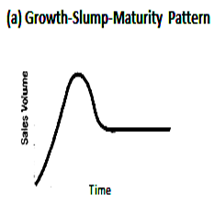 (a) Growth-Slump-Maturity Pattern
Sales Volume
Time